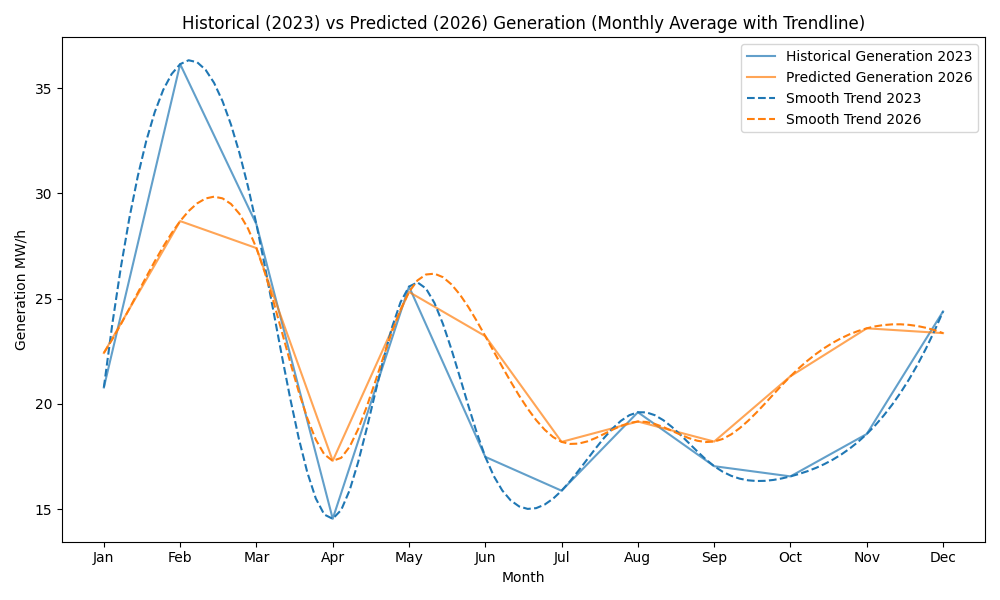 Historical (2023) vs Predicted (2026) Generation (Monthly Average with Trendline)
Historical Generation 2023
Predicted Generation 2026
Smooth Trend 2023
Smooth Trend 2026
Generation MW/h
35
30
25
20
15
Jan Feb Mar Apr May Jun Jul Aug Sep Oct Nov Dec
Month